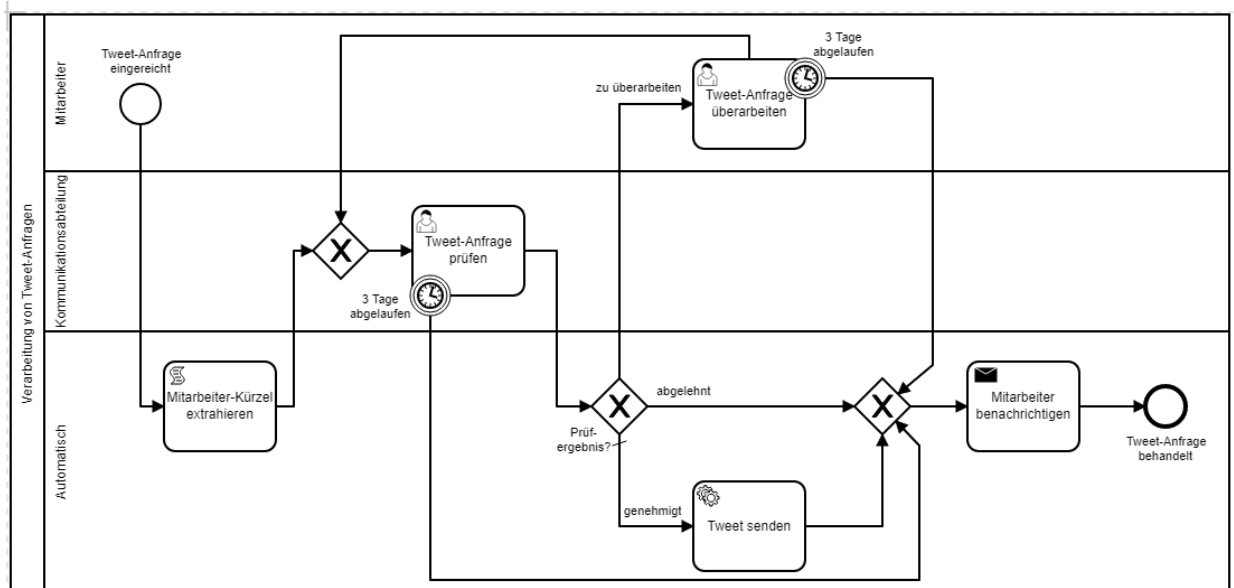 Verarbeitung von Tweet-Anfragen
Mitarbeiter
Tweet-Anfrage
eingereicht
zu überarbeiten
Tweet-Anfrage
überarbeiten
3 Tage
abgelaufen
Kommunikationsabteilung
X
Tweet-Anfrage
prüfen
3 Tage
abgelaufen
Automatisch
Mitarbeiter-Kürzel
extrahieren
X
Prüf-
ergebnis?
abgelehnt
genehmigt
Tweet senden
X
Mitarbeiter
benachrichtigen
Tweet-Anfrage
behandelt